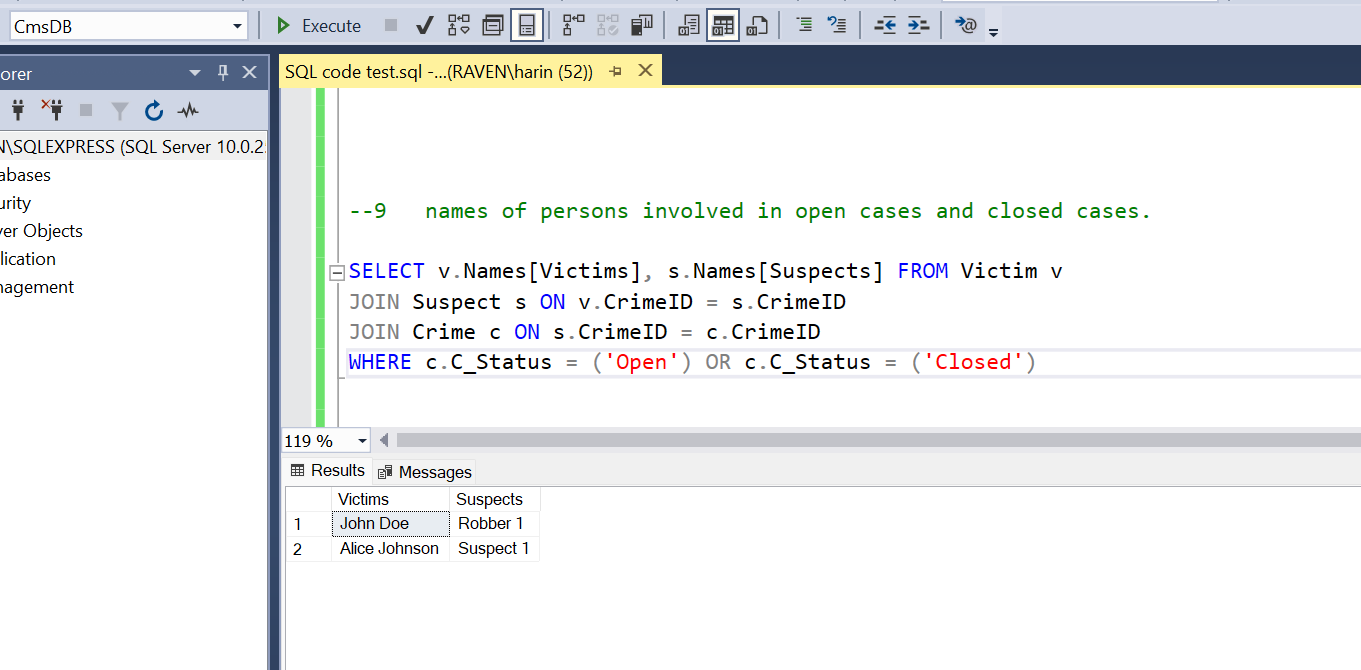 CmsDB
Execute
orer
SQL code test.sql -...(RAVEN\harin (52))
N\SQLEXPRESS (SQL Server 10.0.2
abases
urity
ver Objects
lication
nagement
--9 names of persons involved in open cases and closed cases.
SELECT v.Names[Victims], s.Names[Suspects] FROM Victim v
JOIN Suspect s ON v.CrimeID = s.CrimeID
JOIN Crime c ON s.CrimeID = c.CrimeID
WHERE c.C_Status = ('Open') OR c.C_Status = ('Closed')
119 %
Results Messages
Victims Suspects
1 John Doe Robber 1
2 Alice Johnson Suspect 1